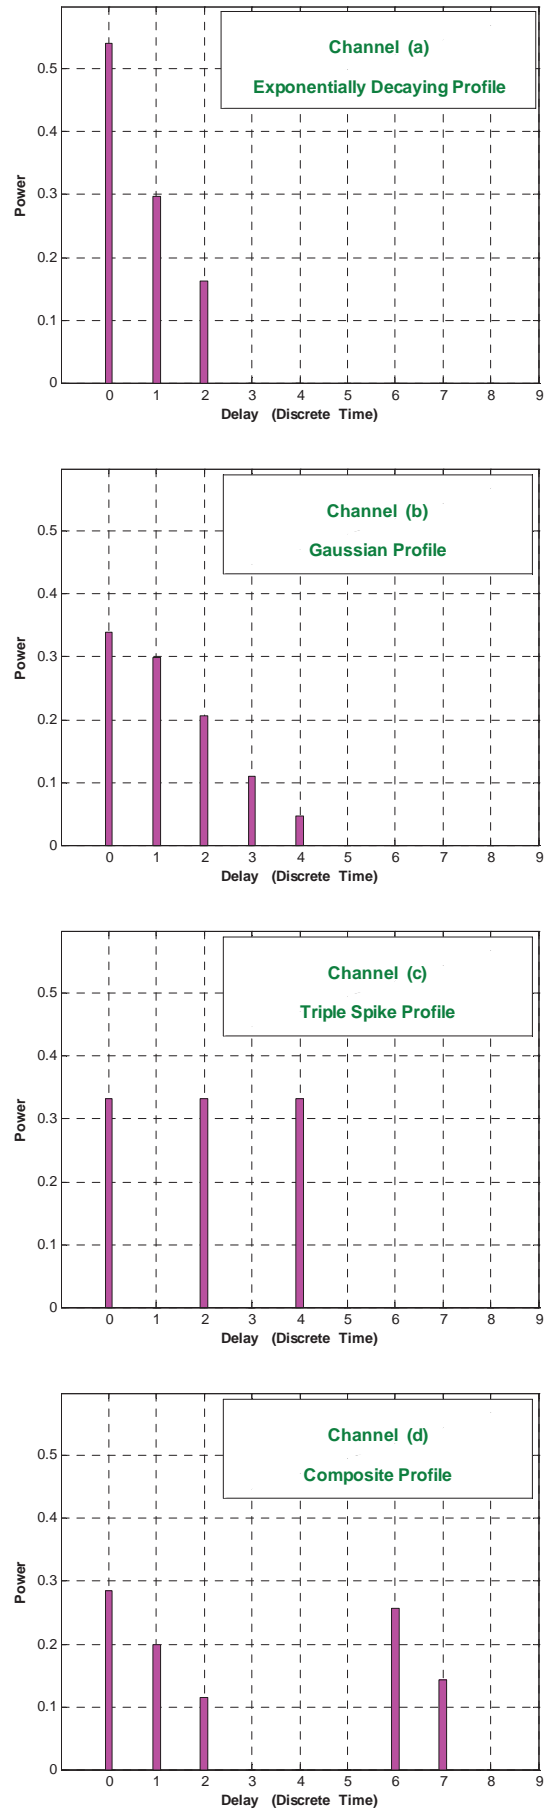 Channel (a)
Exponentially Decaying Profile
0.5
0.4
0.3
0.2
0.1
0
Power
0 1 2 3 4 5 6 7 8 9
Delay (Discrete Time)
Channel (b)
Gaussian Profile
0.5
0.4
0.3
0.2
0.1
0
Power
0 1 2 3 4 5 6 7 8 9
Delay (Discrete Time)
Channel (c)
Triple Spike Profile
0.5
0.4
0.3
0.2
0.1
0
Power
0 1 2 3 4 5 6 7 8 9
Delay (Discrete Time)
Channel (d)
Composite Profile
0.5
0.4
0.3
0.2
0.1
0
Power
0 1 2 3 4 5 6 7 8 9
Delay (Discrete Time)